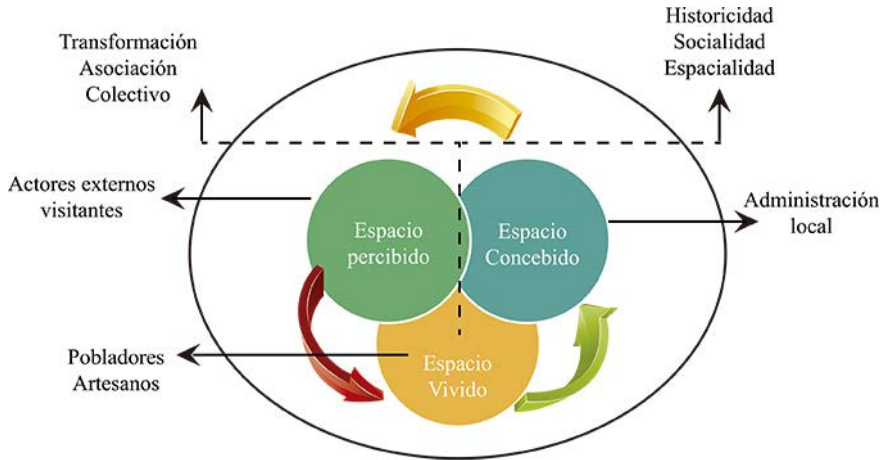 Transformación
Asociación
Colectivo
Historicidad
Socialidad
Espacialidad
Actores externos
visitantes
Espacio
percibido
Espacio
Concebido
Administración
local
Pobladores
Artesanos
Espacio
Vivido